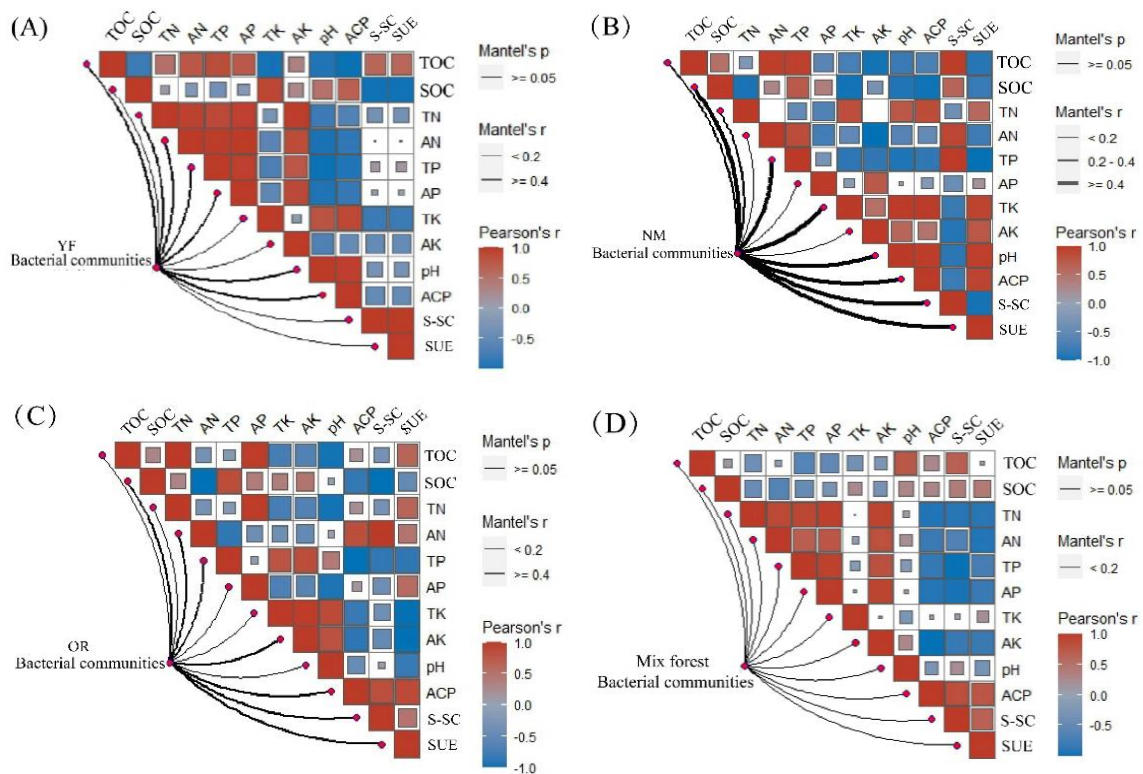 (A)
TOC SOC TN AN TP AP TK AK pH ACP S-SC SUE
TOC
SOC
TN
AN
TP
AP
TK
AK
pH
ACP
S-SC
SUE
YF
Bacterial communities
Mantel's p
>= 0.05
Mantel's r
< 0.2
>= 0.4
Pearson's r
1.0
0.5
0.0
-0.5
(B)
TOC SOC TN AN TP AP TK AK pH ACP S-SC SUE
TOC
SOC
TN
AN
TP
AP
TK
AK
pH
ACP
S-SC
SUE
NM
Bacterial communities
Mantel's p
>= 0.05
Mantel's r
< 0.2
0.2 - 0.4
>= 0.4
Pearson's r
1.0
0.5
0.0
-0.5
-1.0
(C)
TOC SOC TN AN TP AP TK AK pH ACP S-SC SUE
TOC
SOC
TN
AN
TP
AP
TK
AK
pH
ACP
S-SC
SUE
OR
Bacterial communities
Mantel's p
>= 0.05
Mantel's r
< 0.2
>= 0.4
Pearson's r
1.0
0.5
0.0
-0.5
-1.0
(D)
TOC SOC TN AN TP AP TK AK pH ACP S-SC SUE
TOC
SOC
TN
AN
TP
AP
TK
AK
pH
ACP
S-SC
SUE
Mix forest
Bacterial communities
Mantel's p
>= 0.05
Mantel's r
< 0.2
Pearson's r
1.0
0.5
0.0
-0.5